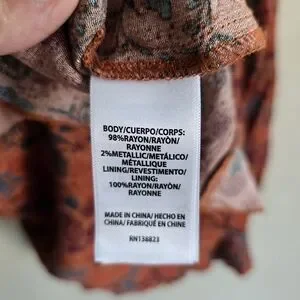 BODY/CUERPO/CORPS:
98%RAYON/RAYÓN/
RAYONNE
2%METALLIC/METÁLICO/
MÉTALLIQUE
LINING/REVESTIMENTO/
LINING:
100%RAYON/RAYÓN/
RAYONNE
MADE IN CHINA/HECHO EN
CHINA/ FABRIQUÉ EN CHINE
RN138823